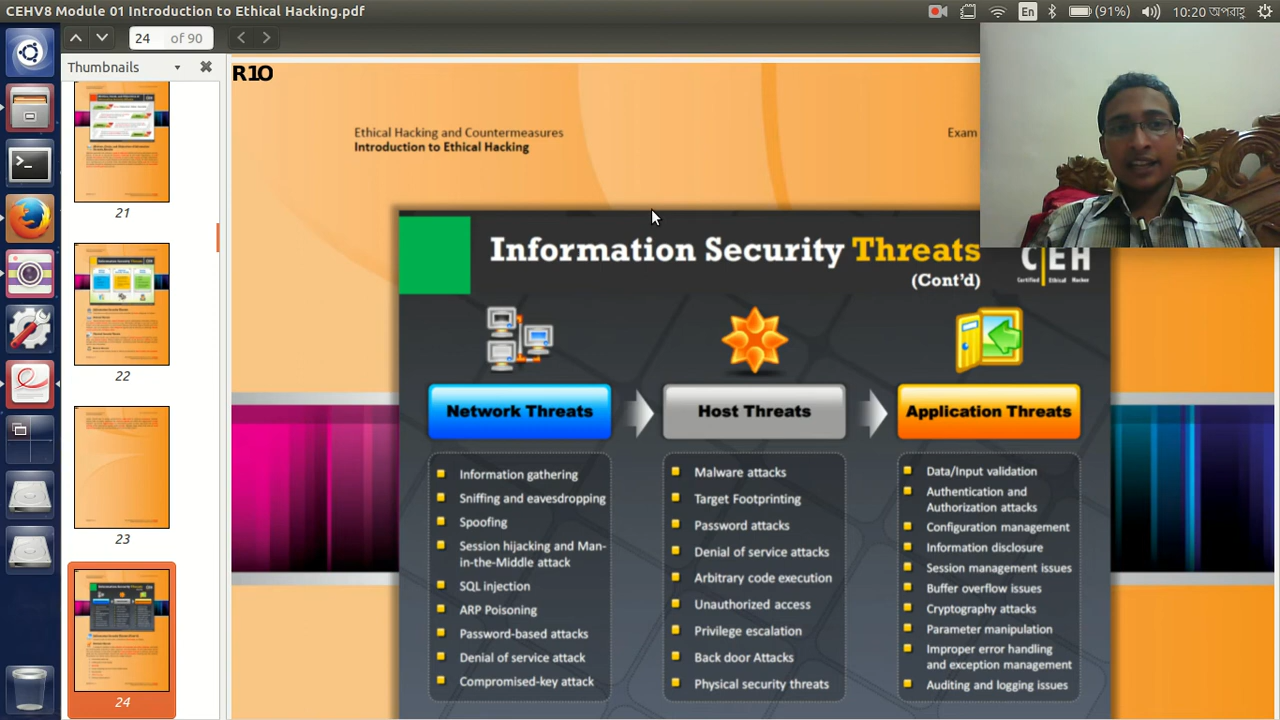 CEHV8 Module 01 Introduction to Ethical Hacking.pdf
En (91%) 10:20 অপরাহ্ণ
24 of 90
Thumbnails
21
22
23
24
R1O
Ethical Hacking and Countermeasures
Exam
Introduction to Ethical Hacking
Information Security Threats
(Cont'd)
CEH
Certified Ethical Hacker
Network Threats
Information gathering
Sniffing and eavesdropping
Spoofing
Session hijacking and Man-
in-the-Middle attack
SQL injection
ARP Poisoning
Password-based attacks
Denial of service attack
Compromised-key attack
Host Threats
Malware attacks
Target Footprinting
Password attacks
Denial of service attacks
Arbitrary code execution
Unauthorized access
Privilege escalation
Back door Attacks
Physical security threats
Application Threats
Data/Input validation
Authentication and
Authorization attacks
Configuration management
Information disclosure
Session management issues
Buffer overflow issues
Cryptography attacks
Parameter manipulation
Improper error handling
and exception management
Auditing and logging issues